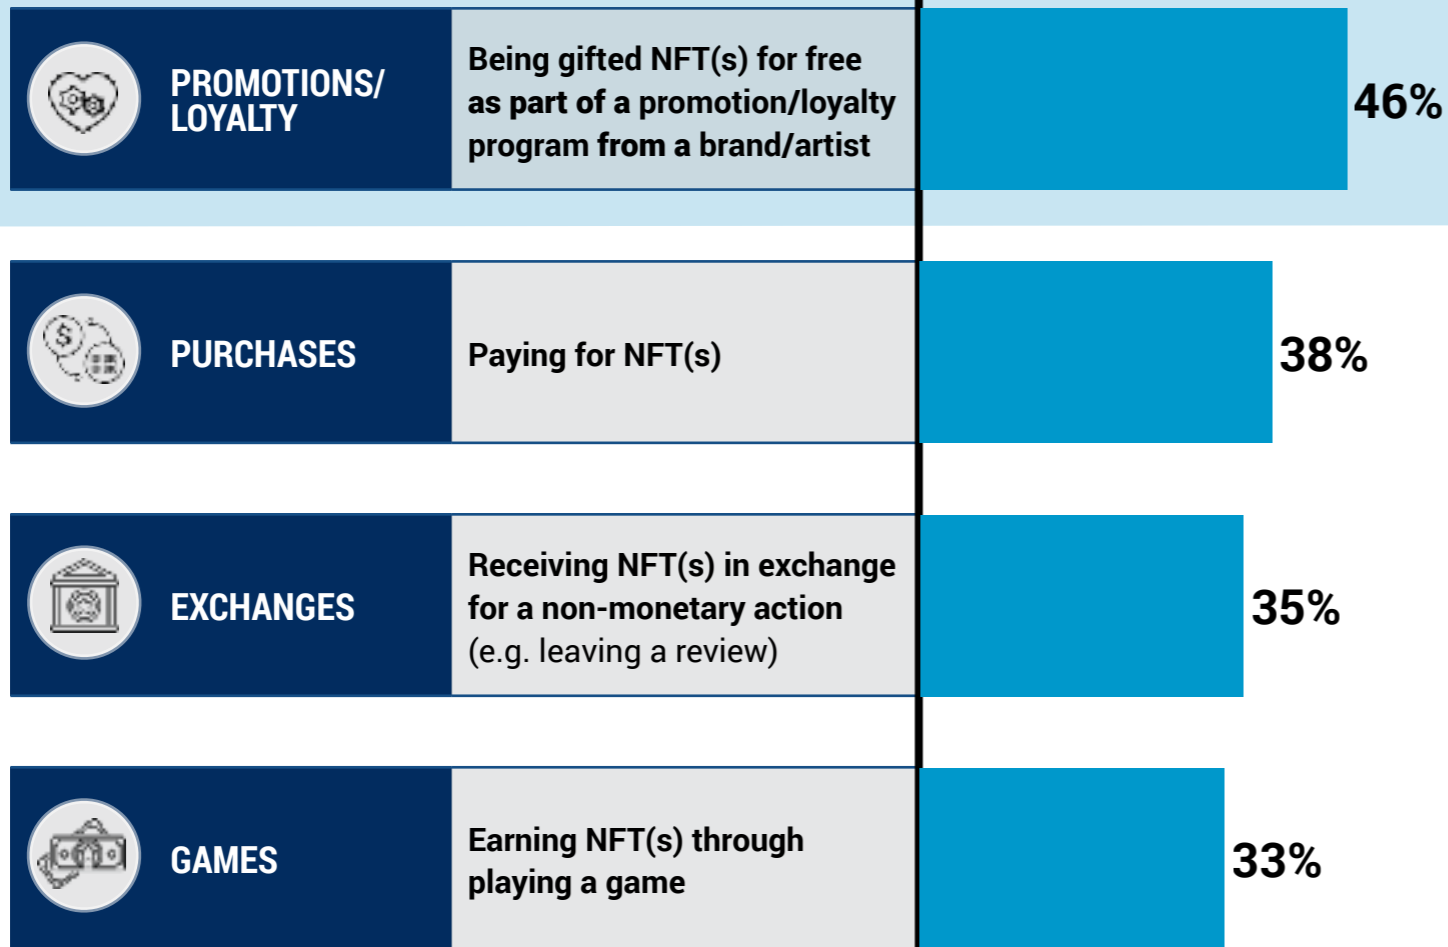 PROMOTIONS/
LOYALTY
Being gifted NFT(s) for free
as part of a promotion/loyalty
program from a brand/artist
46%
PURCHASES
Paying for NFT(s)
38%
EXCHANGES
Receiving NFT(s) in exchange
for a non-monetary action
(e.g. leaving a review)
35%
GAMES
Earning NFT(s) through
playing a game
33%